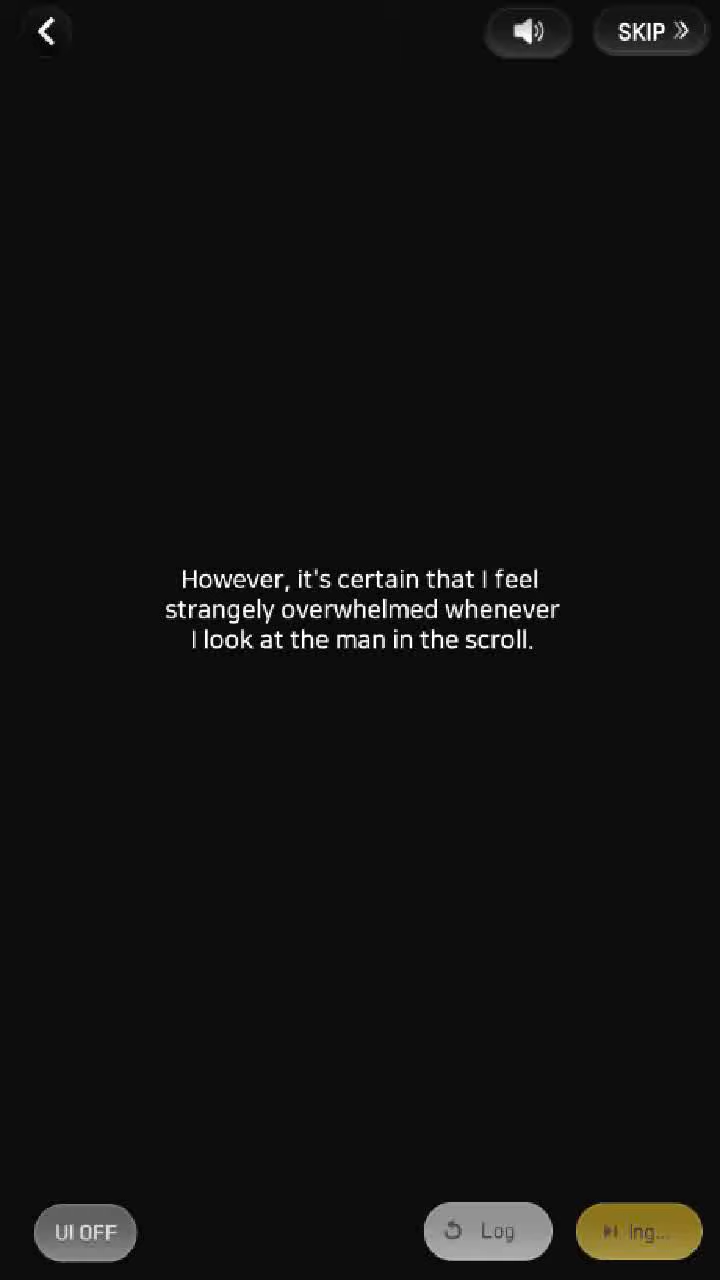 SKIP
However, it's certain that I feel
strangely overwhelmed whenever
I look at the man in the scroll.
UI OFF
Log
ing...